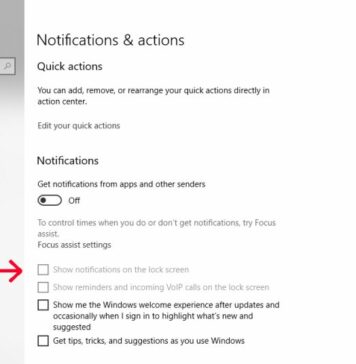 Notifications & actions
Quick actions
You can add, remove, or rearrange your quick actions directly in
action center.
Edit your quick actions
Notifications
Get notifications from apps and other senders
Off
To control times when you do or don't get notifications, try Focus
assist.
Focus assist settings
Show notifications on the lock screen
Show reminders and incoming VoIP calls on the lock screen
Show me the Windows welcome experience after updates and
occasionally when I sign in to highlight what's new and
suggested
Get tips, tricks, and suggestions as you use Windows